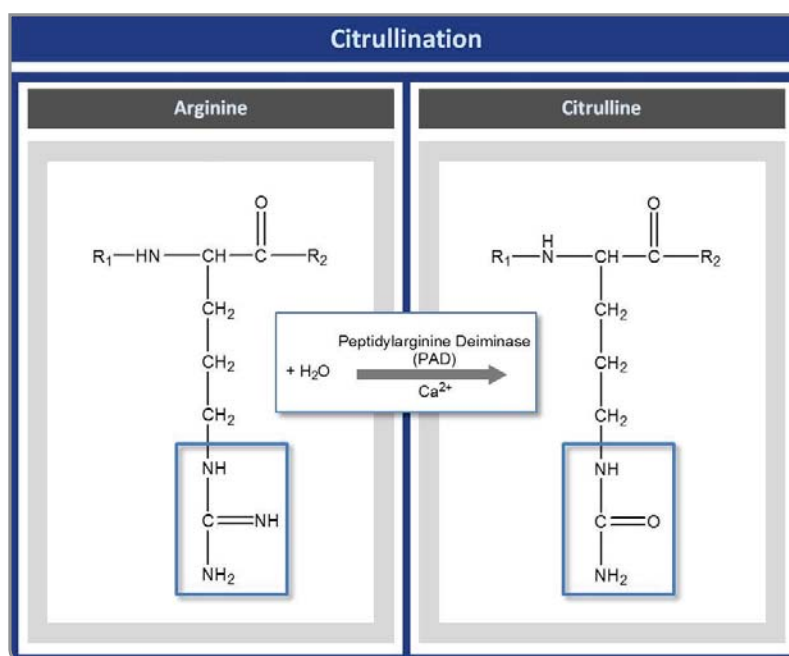 Citrullination
Arginine
O
R₁—HN—CH—C—R₂
CH₂
CH₂
CH₂
NH
C=NH
NH₂
+ H₂O
Peptidylarginine Deiminase
(PAD)
Ca²⁺
Citrulline
O
H
R₁—N—CH—C—R₂
CH₂
CH₂
CH₂
NH
C=O
NH₂